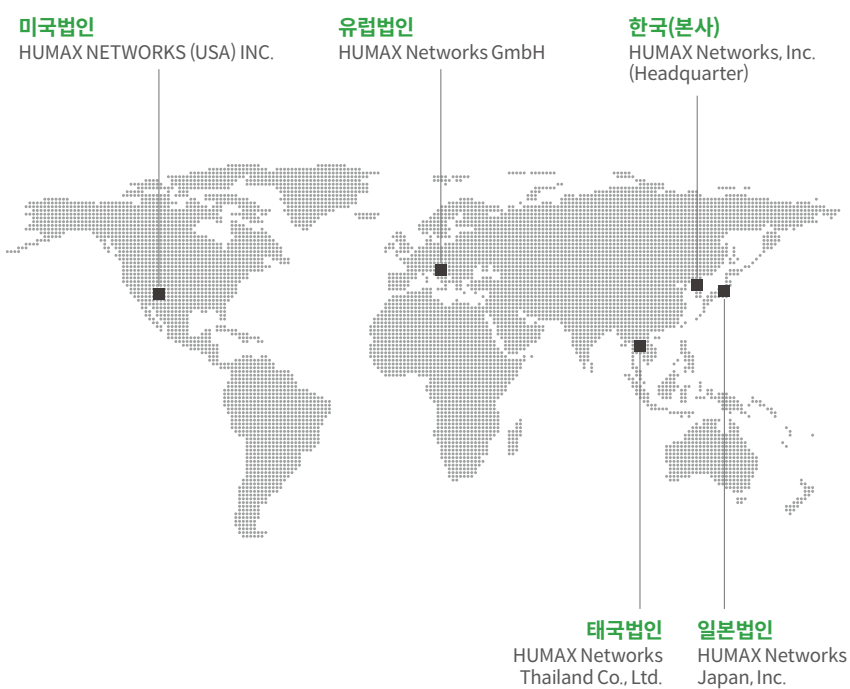 미국법인
HUMAX NETWORKS (USA) INC.
유럽법인
HUMAX Networks GmbH
한국(본사)
HUMAX Networks, Inc.
(Headquarter)
태국법인
HUMAX Networks
Thailand Co., Ltd.
일본법인
HUMAX Networks
Japan, Inc.